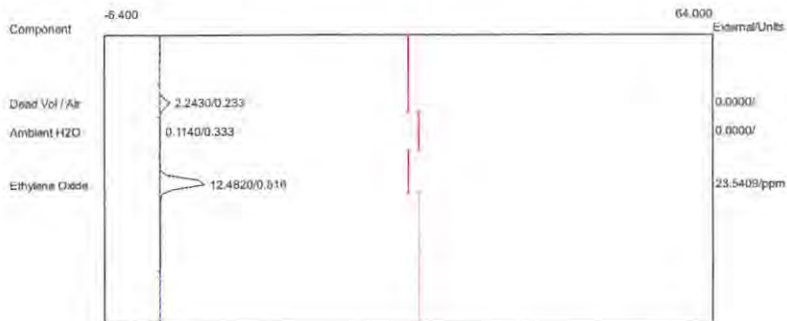 -6.400 64.000
Component External/Units
Dead Vol / Air 2.2430/0.233 0.0000/
Ambient H2O 0.1140/0.333 0.0000/
Ethylene Oxide 12.4820/0.516 23.5409/ppm